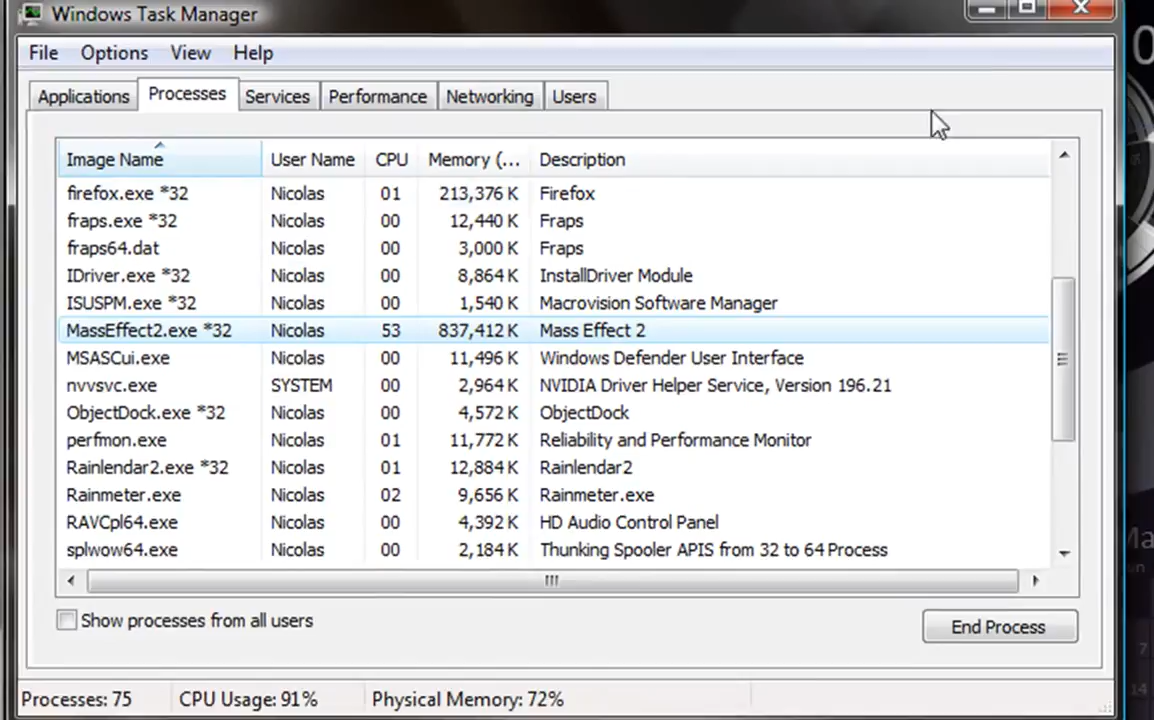 Windows Task Manager
File Options View Help
Applications Processes Services Performance Networking Users
Image Name User Name CPU Memory (... Description
firefox.exe *32 Nicolas 01 213,376 K Firefox
fraps.exe *32 Nicolas 00 12,440 K Fraps
fraps64.dat Nicolas 00 3,000 K Fraps
IDriver.exe *32 Nicolas 00 8,864 K InstallDriver Module
ISUSPM.exe *32 Nicolas 00 1,540 K Macrovision Software Manager
MassEffect2.exe *32 Nicolas 53 837,412 K Mass Effect 2
MSASCui.exe Nicolas 00 11,496 K Windows Defender User Interface
nvvsvc.exe SYSTEM 00 2,964 K NVIDIA Driver Helper Service, Version 196.21
ObjectDock.exe *32 Nicolas 00 4,572 K ObjectDock
perfmon.exe Nicolas 01 11,772 K Reliability and Performance Monitor
Rainlendar2.exe *32 Nicolas 01 12,884 K Rainlendar2
Rainmeter.exe Nicolas 02 9,656 K Rainmeter.exe
RAVCpl64.exe Nicolas 00 4,392 K HD Audio Control Panel
splwow64.exe Nicolas 00 2,184 K Thunking Spooler APIS from 32 to 64 Process
Show processes from all users
End Process
Processes: 75 CPU Usage: 91% Physical Memory: 72%